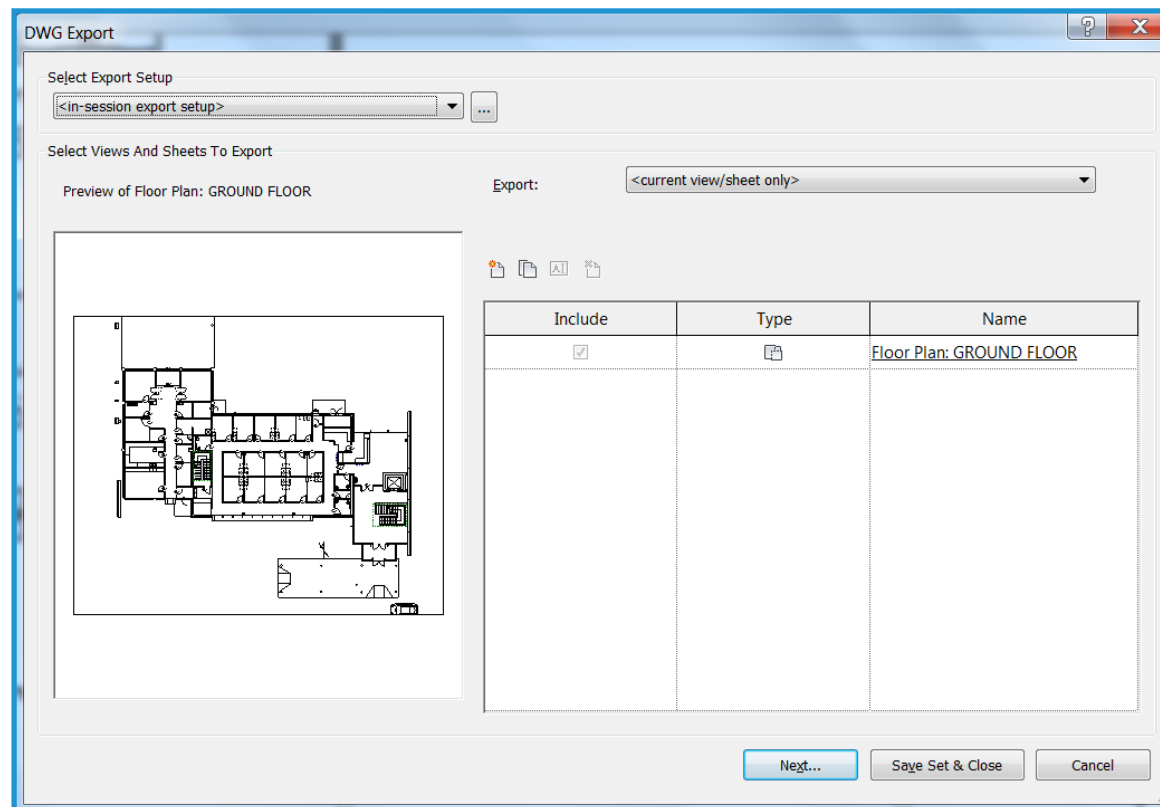 DWG Export
Select Export Setup
<in-session export setup>
...
Select Views And Sheets To Export
Preview of Floor Plan: GROUND FLOOR
Export:
<current view/sheet only>
Include Type Name
Floor Plan: GROUND FLOOR
Next... Save Set & Close Cancel